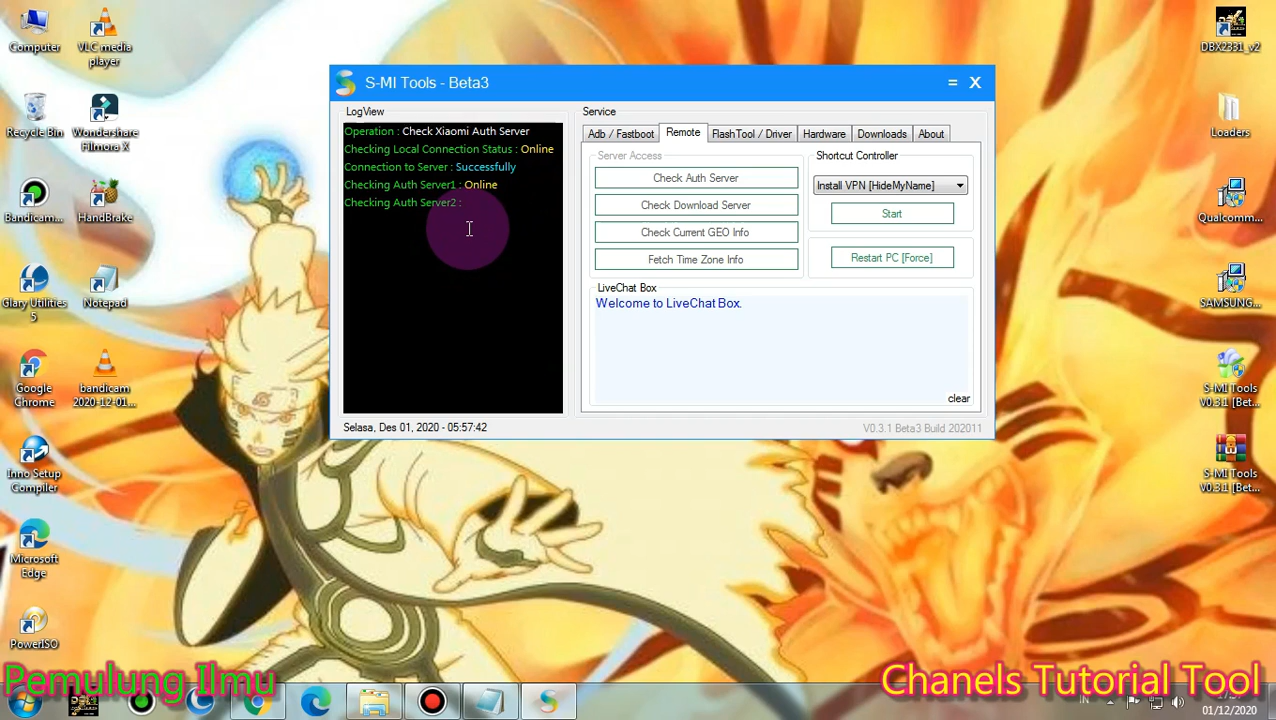 Computer
VLC media
player
Recycle Bin
Wondershare
Filmora X
Bandicam...
HandBrake
Glary Utilities
5
Notepad
Google
Chrome
bandicam
2020-12-01...
Inno Setup
Compiler
Microsoft
Edge
PowerISO
S-MI Tools - Beta3
= X
LogView
Operation : Check Xiaomi Auth Server
Checking Local Connection Status : Online
Connection to Server : Successfully
Checking Auth Server1 : Online
Checking Auth Server2 :
Selasa, Des 01, 2020 - 05:57:42
Service
Adb / Fastboot
Remote
FlashTool / Driver
Hardware
Downloads
About
Server Access
Check Auth Server
Check Download Server
Check Current GEO Info
Fetch Time Zone Info
Shortcut Controller
Install VPN [HideMyName]
Start
Restart PC [Force]
LiveChat Box
Welcome to LiveChat Box.
clear
V0.3.1 Beta3 Build 202011
DBX2331_v2
Loaders
Qualcomm...
SAMSUNG...
S-MI Tools
V0.3.1 [Bet...
S-MI Tools
V0.3.1 [Bet...
Pemulung Ilmu
Chanels Tutorial Tool
01/12/2020